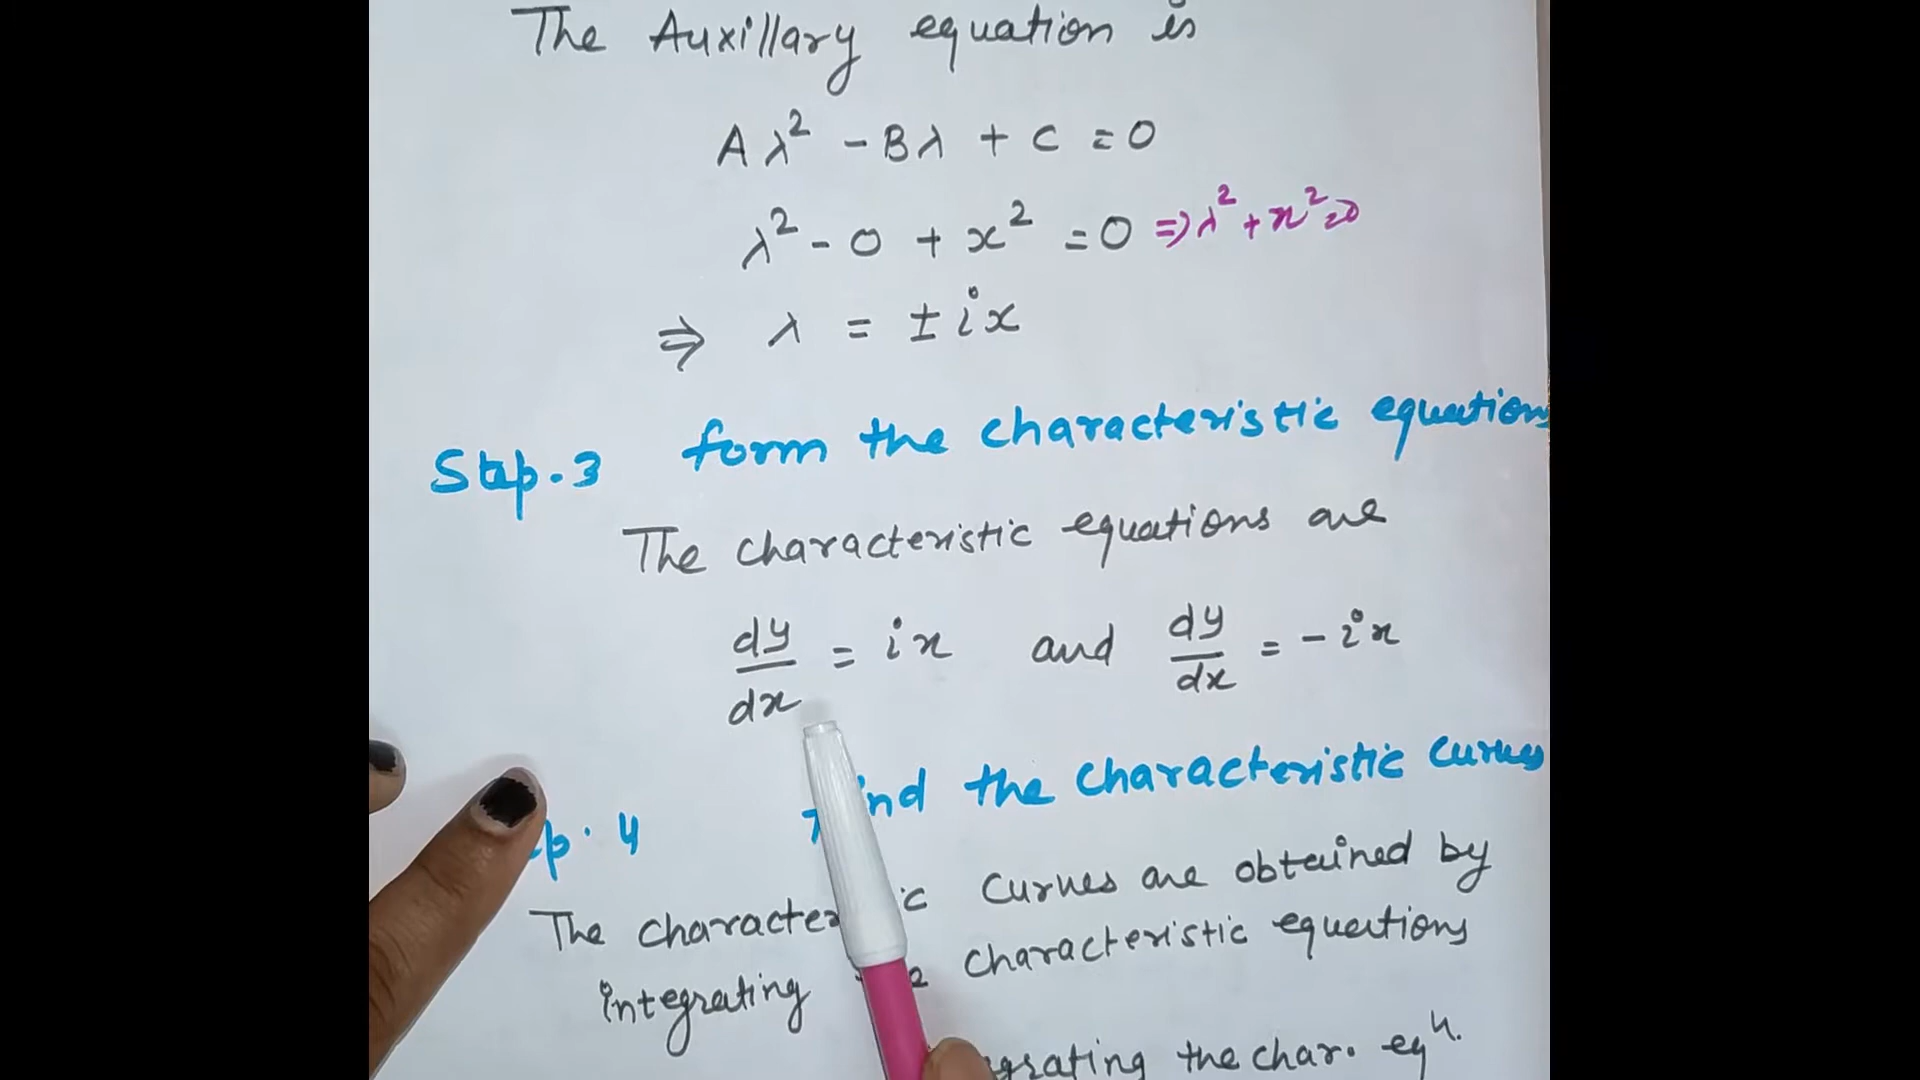 The Auxillary equation is
Aλ² - Bλ + C = 0
λ² - 0 + x² = 0 ⇒ λ² + x² = 0
⇒ λ = ± ix
Step.3 form the characteristic equations
The characteristic equations are
dy/dx = ix and dy/dx = -ix
4 the characteristic curves
The curves are obtained by
integrating characteristic equations
the char. eqⁿ.